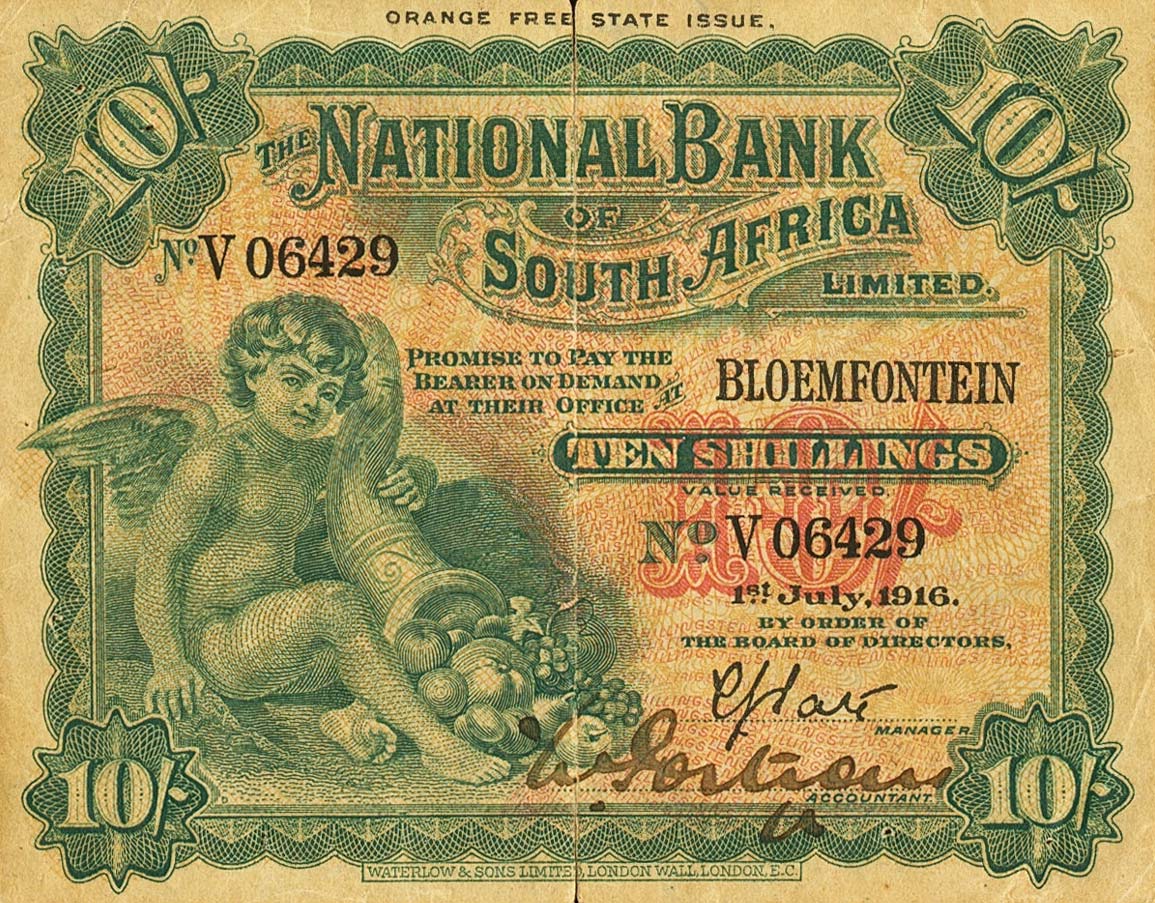 ORANGE FREE STATE ISSUE.
10/- 10/-
THE NATIONAL BANK
OF
SOUTH AFRICA
LIMITED.
No. V 06429
PROMISE TO PAY THE
BEARER ON DEMAND
AT THEIR OFFICE AT BLOEMFONTEIN
10/-
TEN SHILLINGS
VALUE RECEIVED.
No. V 06429
1st July, 1916.
BY ORDER OF
THE BOARD OF DIRECTORS,
MANAGER
ACCOUNTANT
10/- 10/-
WATERLOW & SONS LIMITED, LONDON WALL, LONDON, E.C.